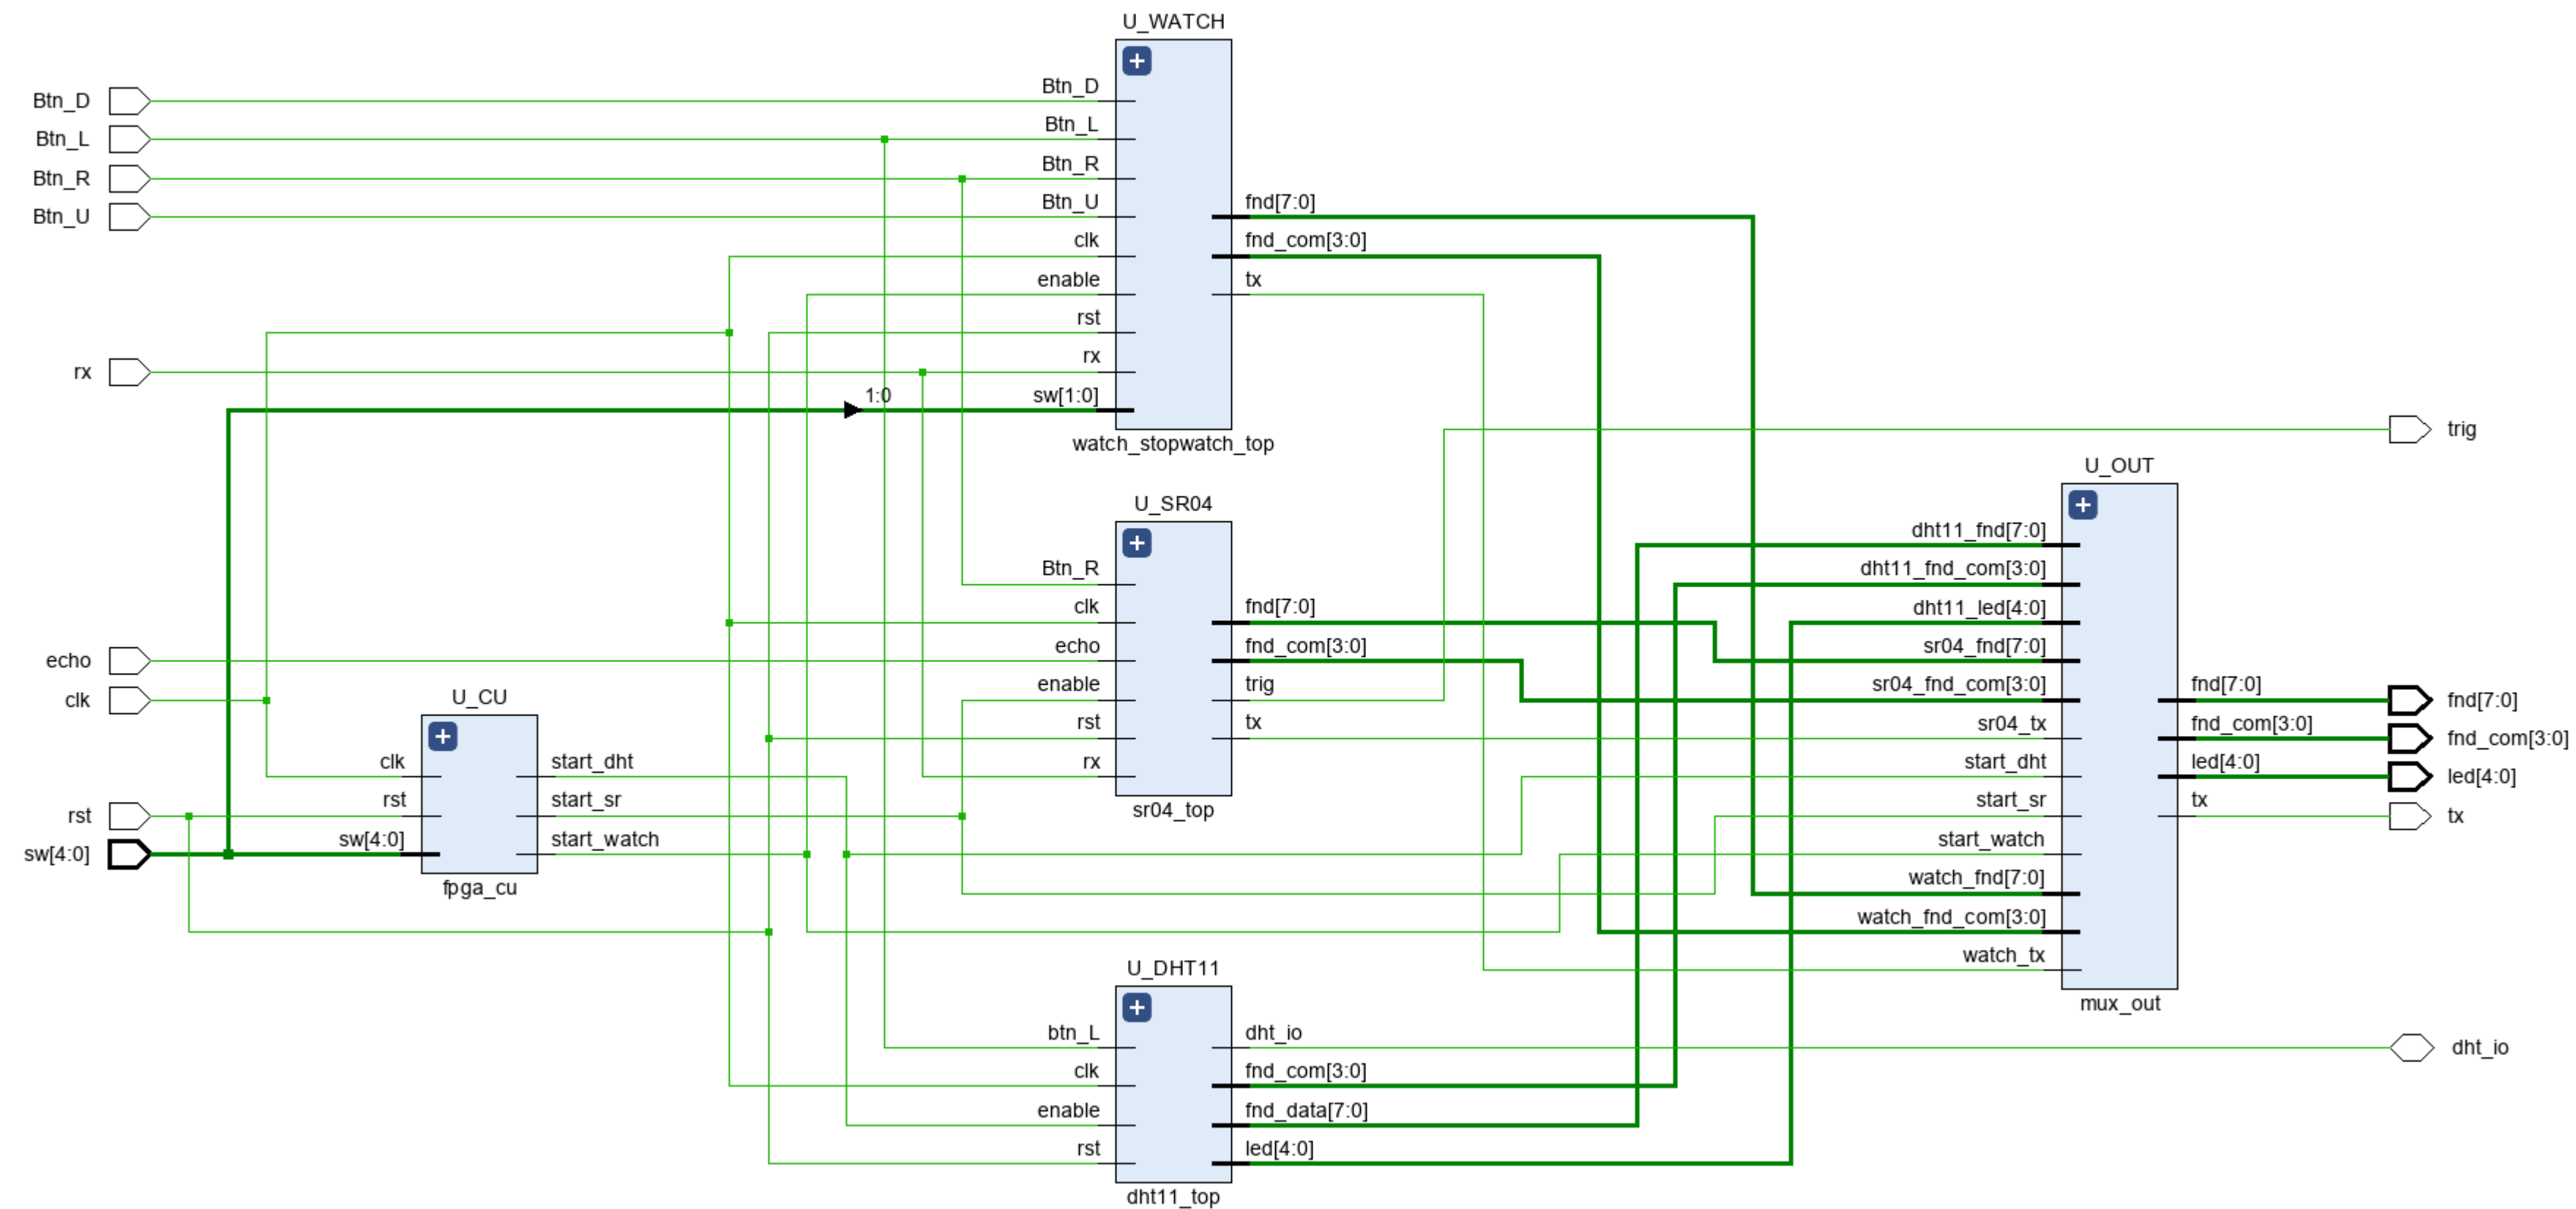 Btn_D
Btn_L
Btn_R
Btn_U
rx
echo
clk
rst
sw[4:0]
U_CU
clk
rst
sw[4:0]
start_dht
start_sr
start_watch
fpga_cu
1:0
U_WATCH
Btn_D
Btn_L
Btn_R
Btn_U
clk
enable
rst
rx
sw[1:0]
fnd[7:0]
fnd_com[3:0]
tx
watch_stopwatch_top
U_SR04
Btn_R
clk
echo
enable
rst
rx
fnd[7:0]
fnd_com[3:0]
trig
tx
sr04_top
U_DHT11
btn_L
clk
enable
rst
dht_io
fnd_com[3:0]
fnd_data[7:0]
led[4:0]
dht11_top
U_OUT
dht11_fnd[7:0]
dht11_fnd_com[3:0]
dht11_led[4:0]
sr04_fnd[7:0]
sr04_fnd_com[3:0]
sr04_tx
start_dht
start_sr
start_watch
watch_fnd[7:0]
watch_fnd_com[3:0]
watch_tx
fnd[7:0]
fnd_com[3:0]
led[4:0]
tx
mux_out
trig
fnd[7:0]
fnd_com[3:0]
led[4:0]
tx
dht_io